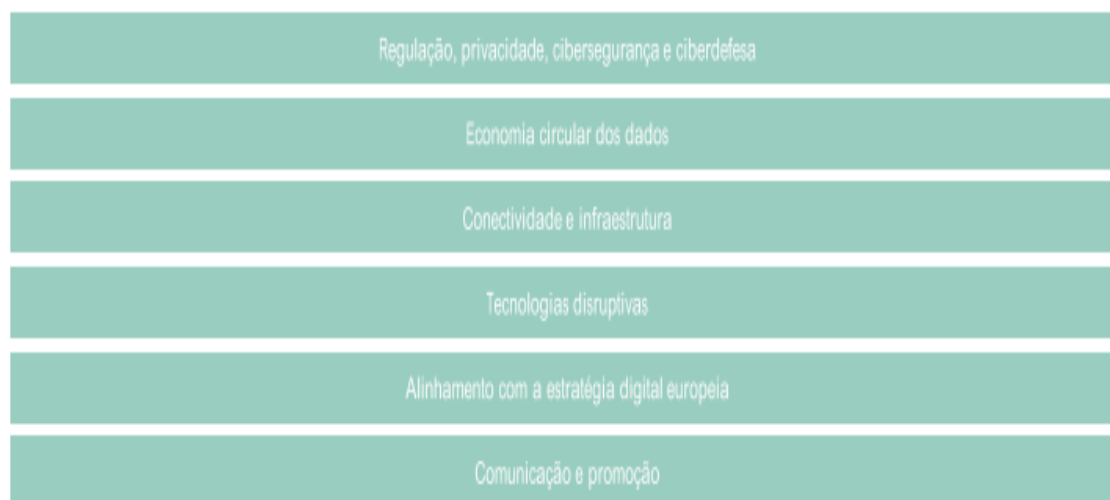 Regulação, privacidade, cibersegurança e ciberdefesa
Economia circular dos dados
Conectividade e infraestrutura
Tecnologias disruptivas
Alinhamento com a estratégia digital europeia
Comunicação e promoção